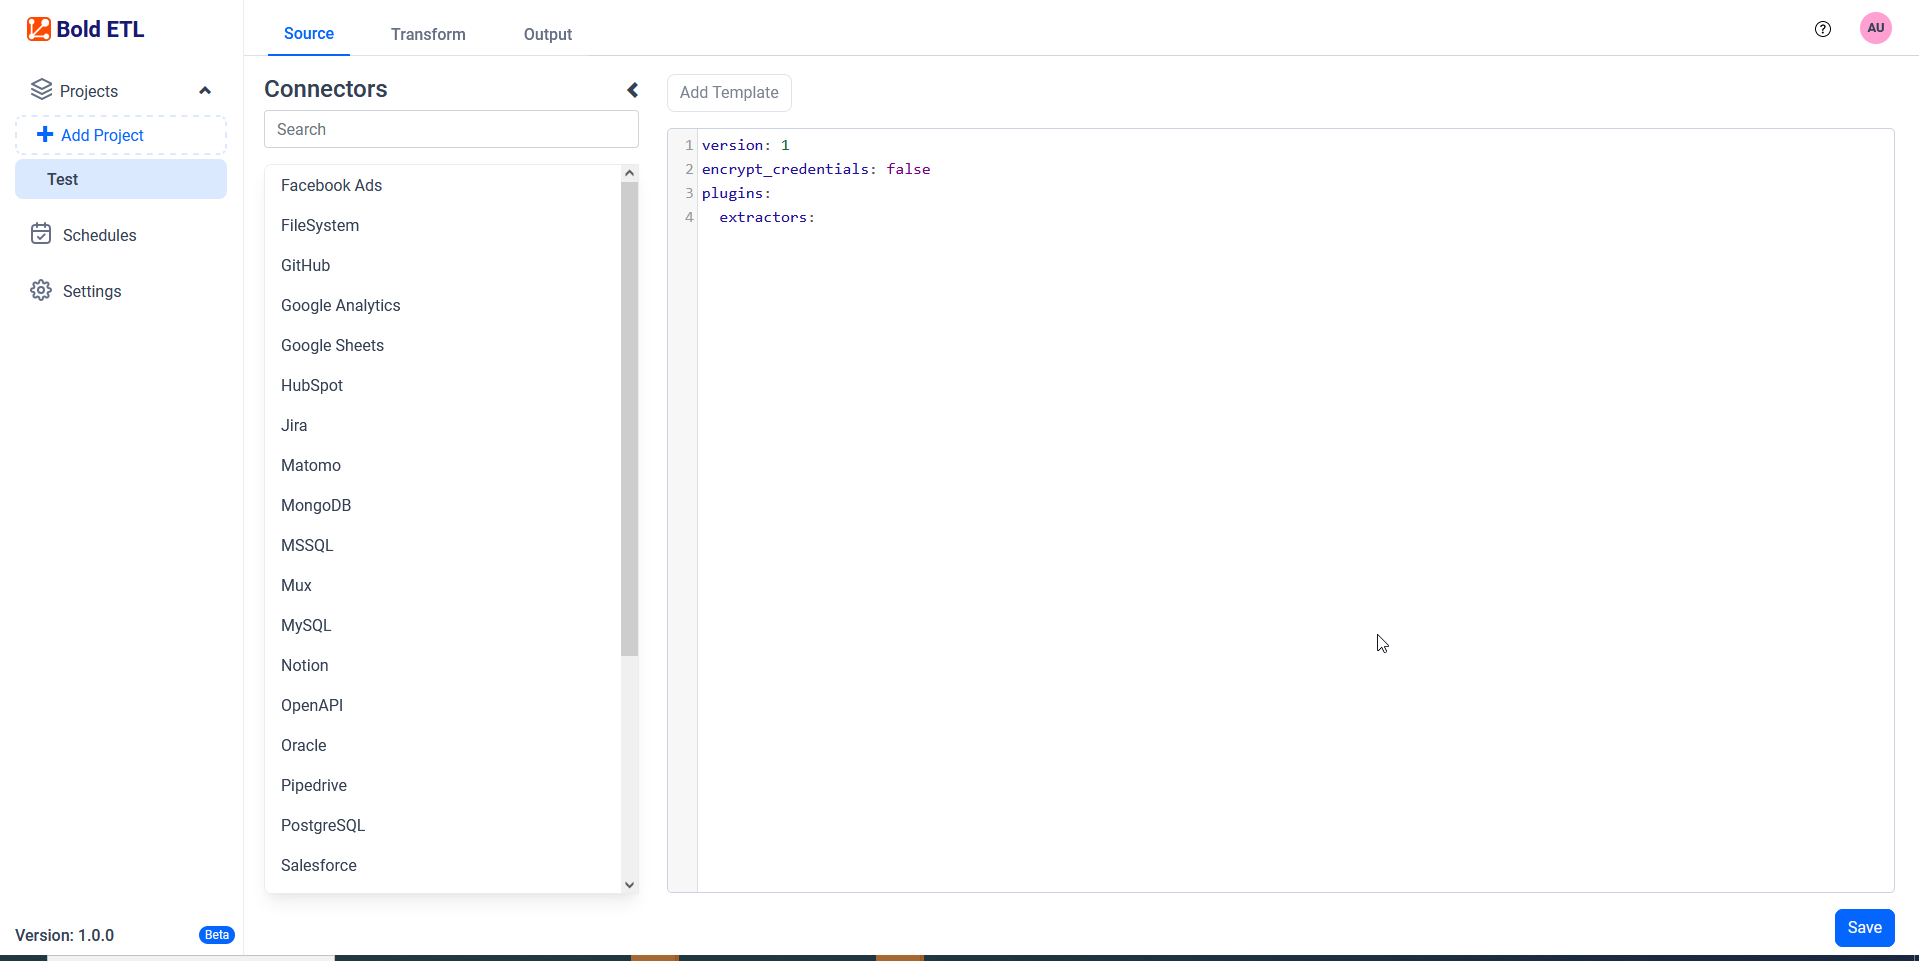 Bold ETL
Projects
Add Project
Test
Schedules
Settings
Version: 1.0.0
Beta
Source
Transform
Output
AU
Connectors
Search
Facebook Ads
FileSystem
GitHub
Google Analytics
Google Sheets
HubSpot
Jira
Matomo
MongoDB
MSSQL
Mux
MySQL
Notion
OpenAPI
Oracle
Pipedrive
PostgreSQL
Salesforce
Add Template
1 version: 1
2 encrypt_credentials: false
3 plugins:
4   extractors:
Save